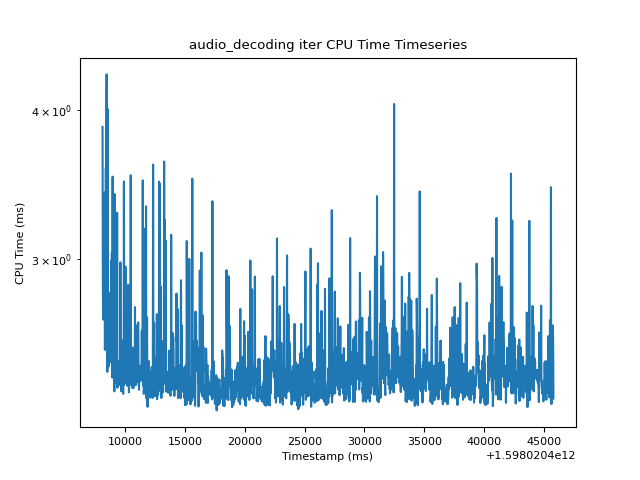 audio_decoding iter CPU Time Timeseries
4 × 10⁰
3 × 10⁰
CPU Time (ms)
10000 15000 20000 25000 30000 35000 40000 45000
Timestamp (ms)
+1.5980204e12